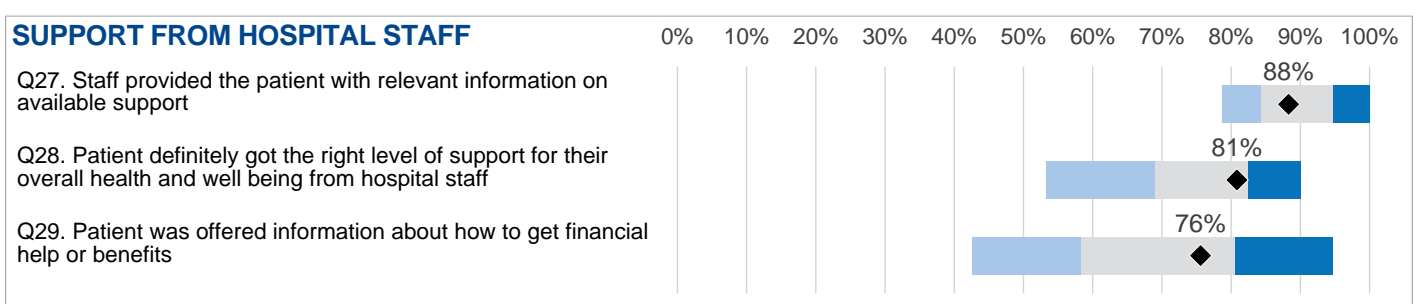 SUPPORT FROM HOSPITAL STAFF 0% 10% 20% 30% 40% 50% 60% 70% 80% 90% 100%
Q27. Staff provided the patient with relevant information on
available support
88%
Q28. Patient definitely got the right level of support for their
overall health and well being from hospital staff
81%
Q29. Patient was offered information about how to get financial
help or benefits
76%